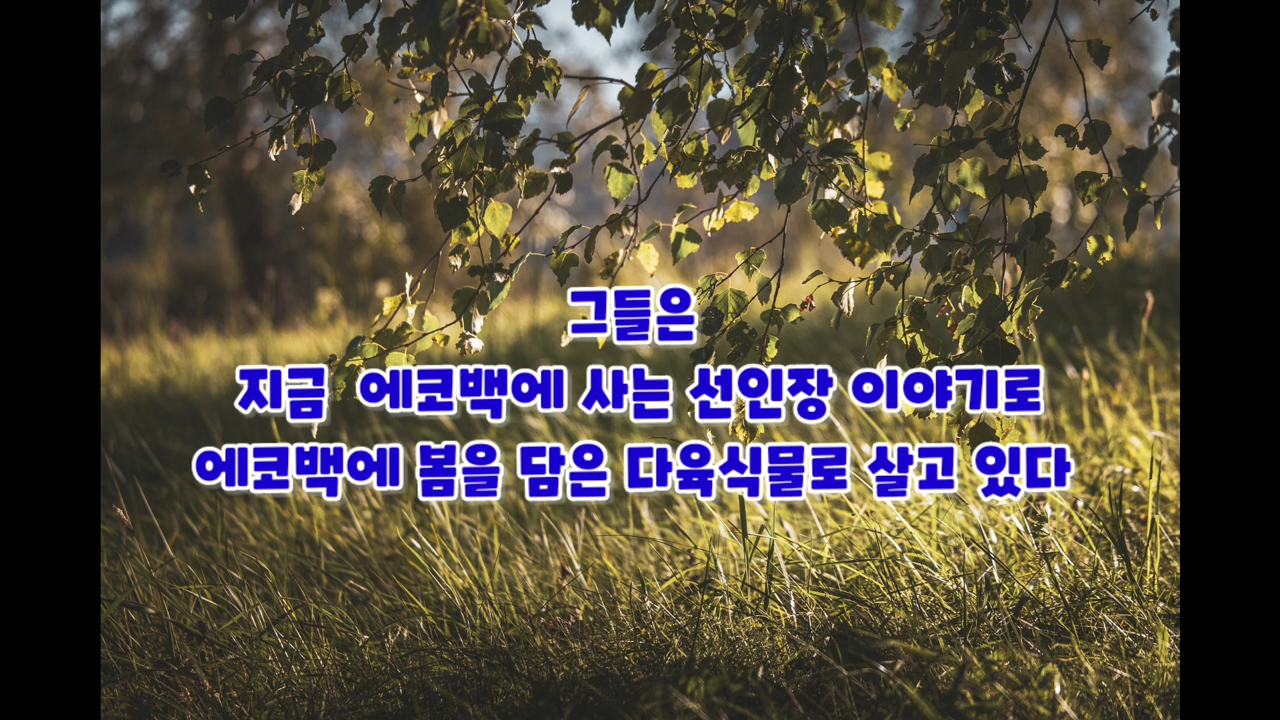 그들은
지금 에코백에 사는 선인장 이야기로
에코백에 봄을 담은 다육식물로 살고 있다